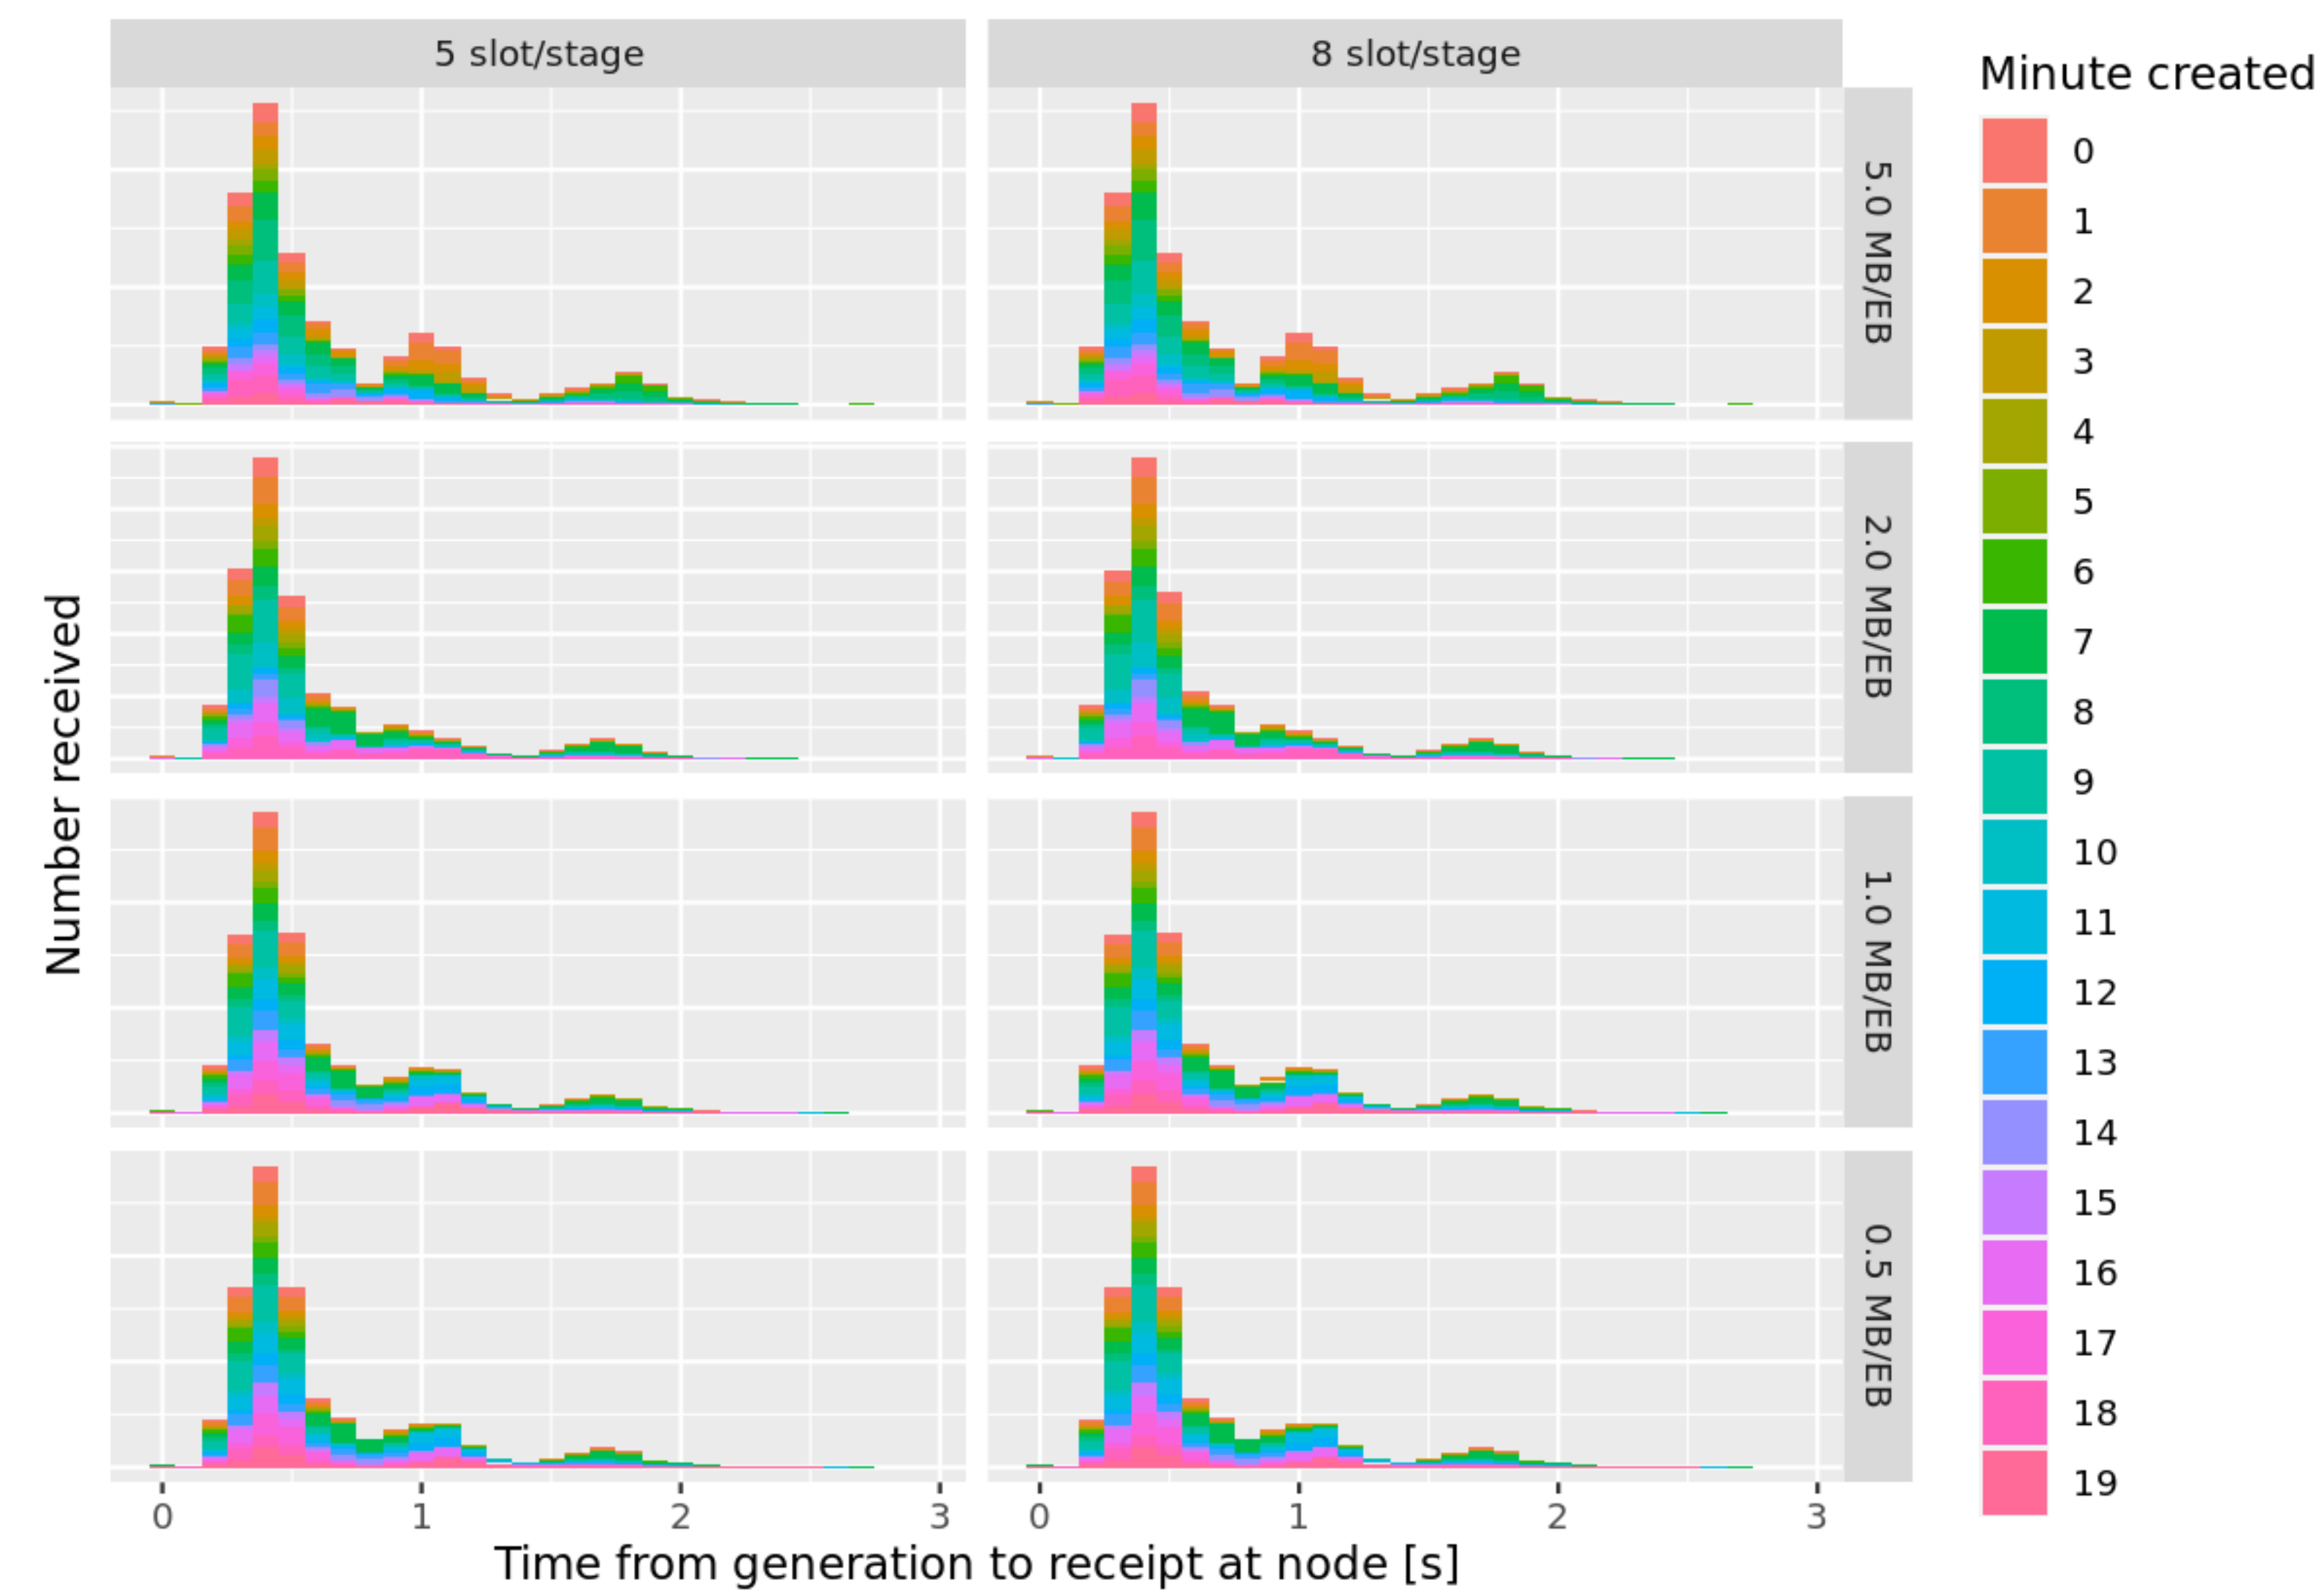 5 slot/stage
8 slot/stage
5.0 MB/EB
2.0 MB/EB
1.0 MB/EB
0.5 MB/EB
Number received
0 1 2 3
0 1 2 3
Time from generation to receipt at node [s]
Minute created
0
1
2
3
4
5
6
7
8
9
10
11
12
13
14
15
16
17
18
19